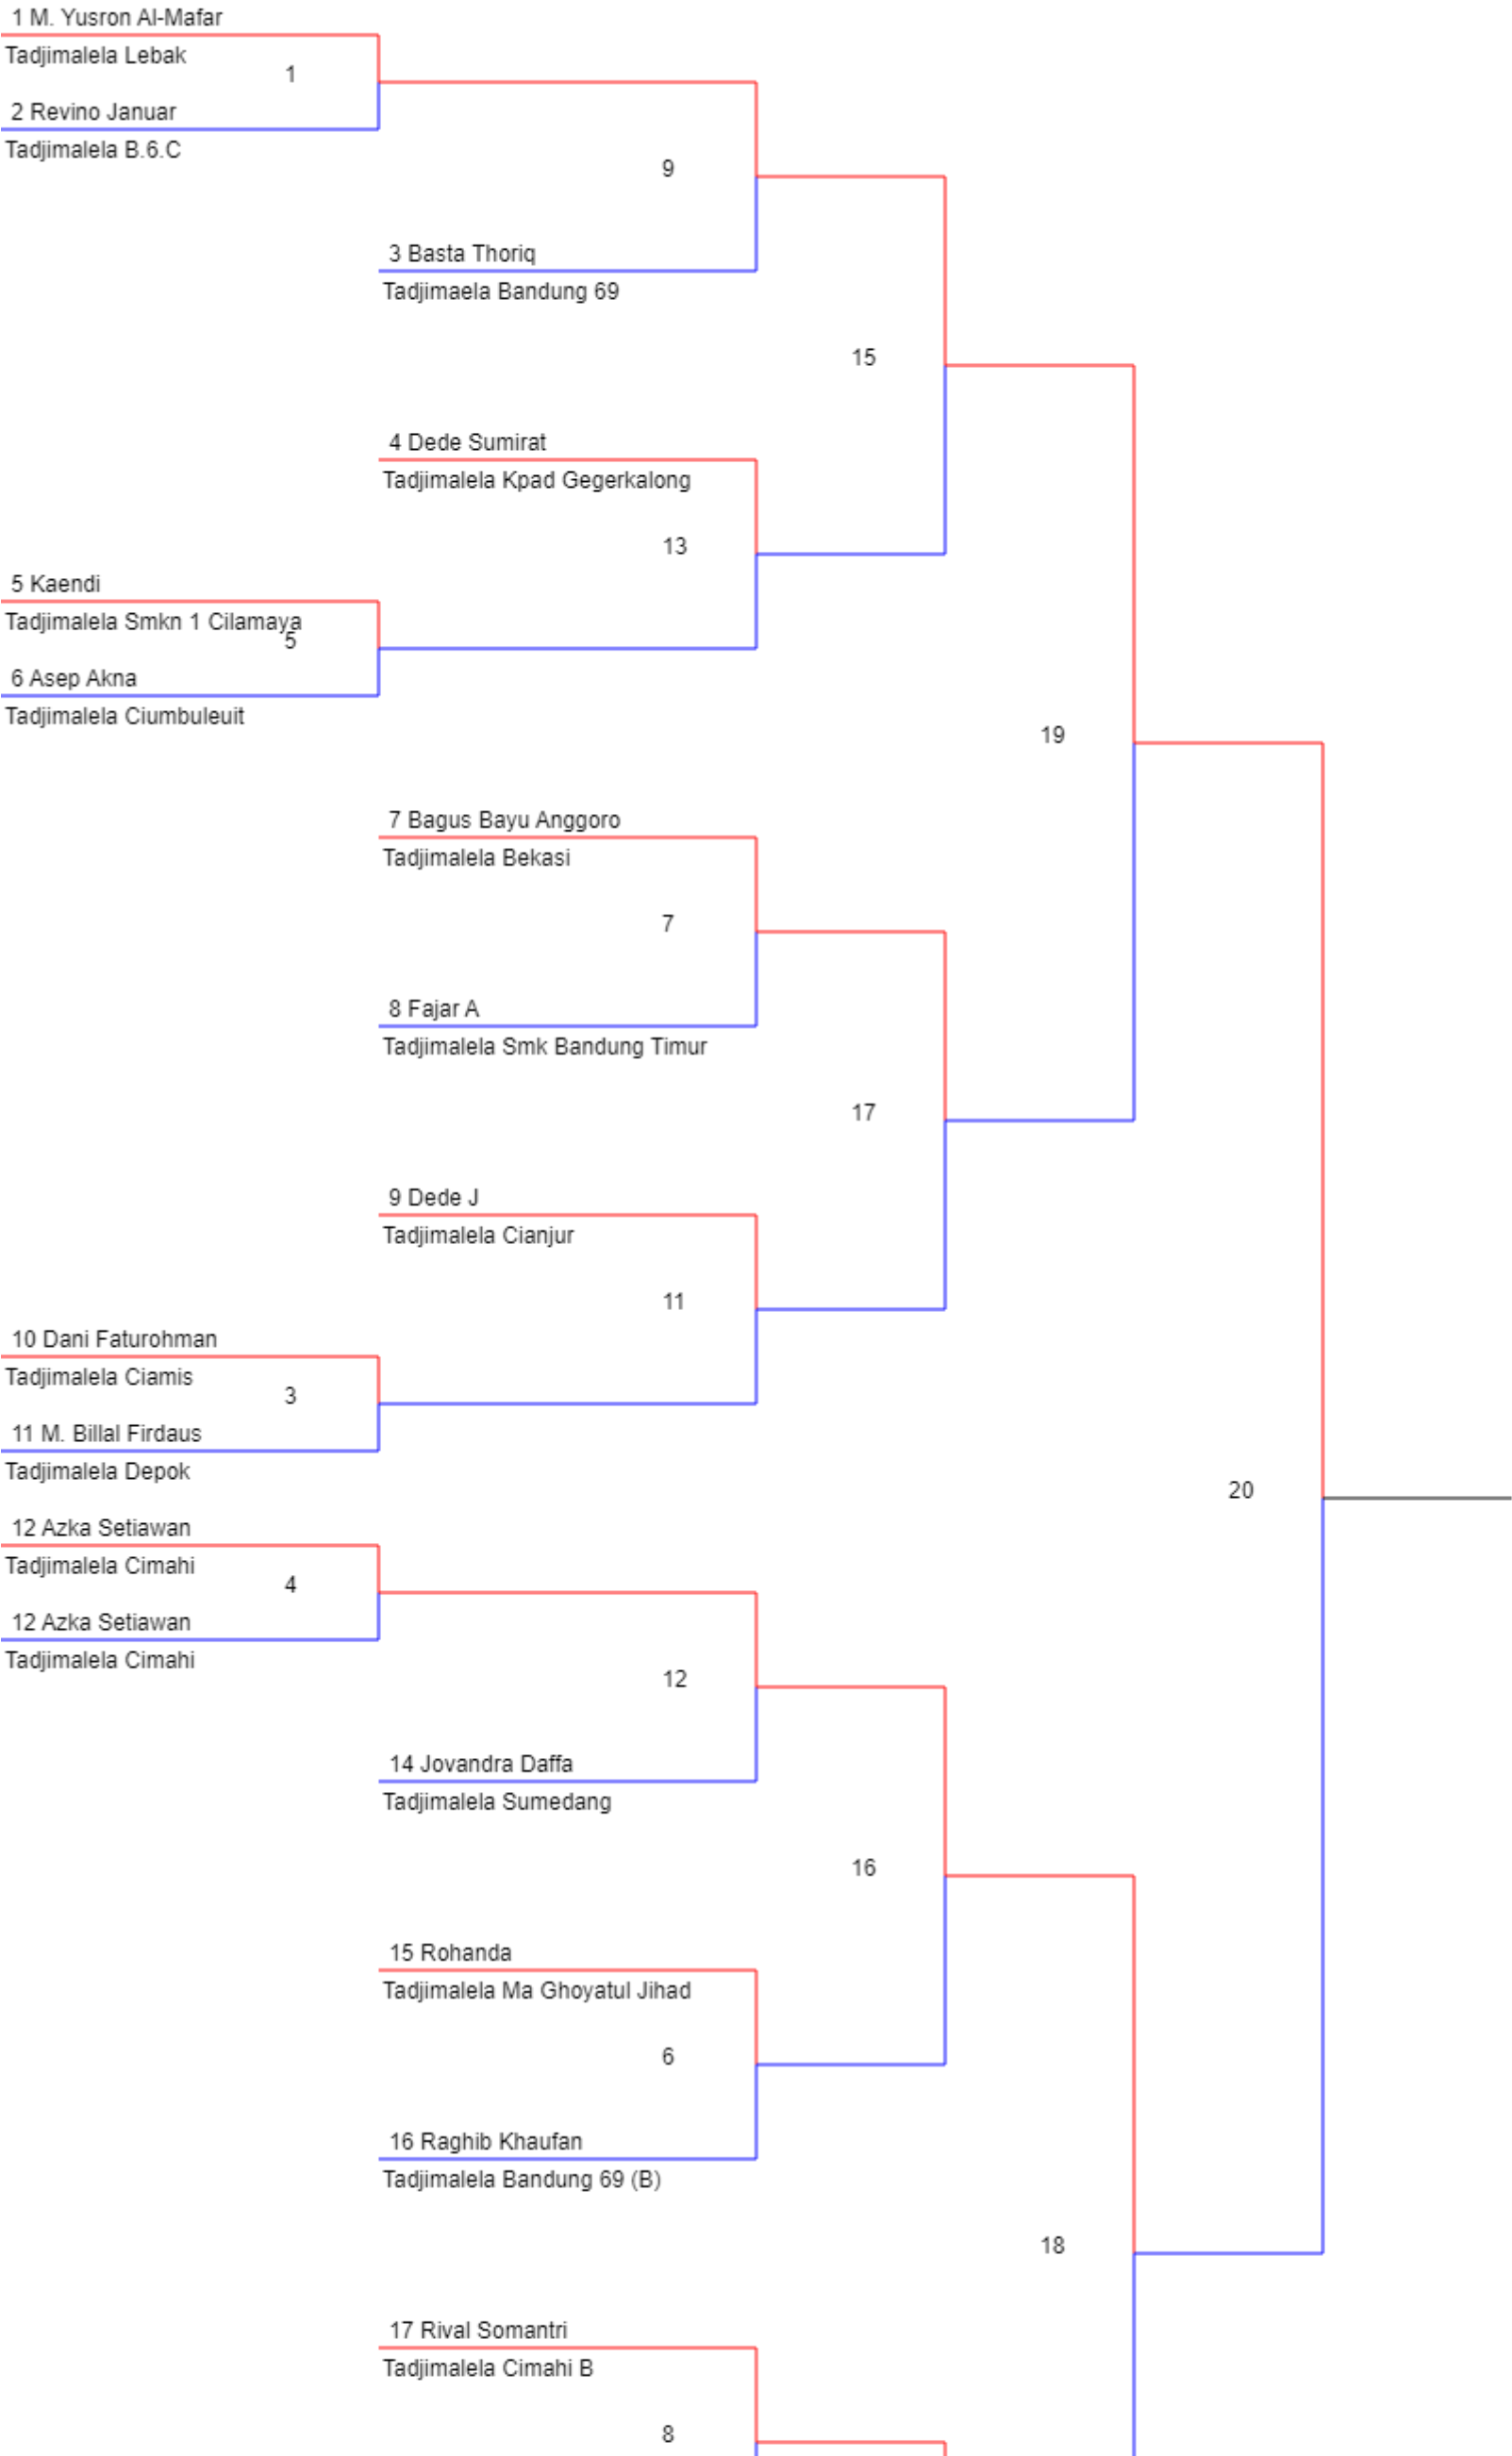 1 M. Yusron Al-Mafar
Tadjimalela Lebak
1
2 Revino Januar
Tadjimalela B.6.C
9
3 Basta Thoriq
Tadjimaela Bandung 69
15
4 Dede Sumirat
Tadjimalela Kpad Gegerkalong
13
5 Kaendi
Tadjimalela Smkn 1 Cilamaya
5
6 Asep Akna
Tadjimalela Ciumbuleuit
19
7 Bagus Bayu Anggoro
Tadjimalela Bekasi
7
8 Fajar A
Tadjimalela Smk Bandung Timur
17
9 Dede J
Tadjimalela Cianjur
11
10 Dani Faturohman
Tadjimalela Ciamis
3
11 M. Billal Firdaus
Tadjimalela Depok
20
12 Azka Setiawan
Tadjimalela Cimahi
4
12 Azka Setiawan
Tadjimalela Cimahi
12
14 Jovandra Daffa
Tadjimalela Sumedang
16
15 Rohanda
Tadjimalela Ma Ghoyatul Jihad
6
16 Raghib Khaufan
Tadjimalela Bandung 69 (B)
18
17 Rival Somantri
Tadjimalela Cimahi B
8